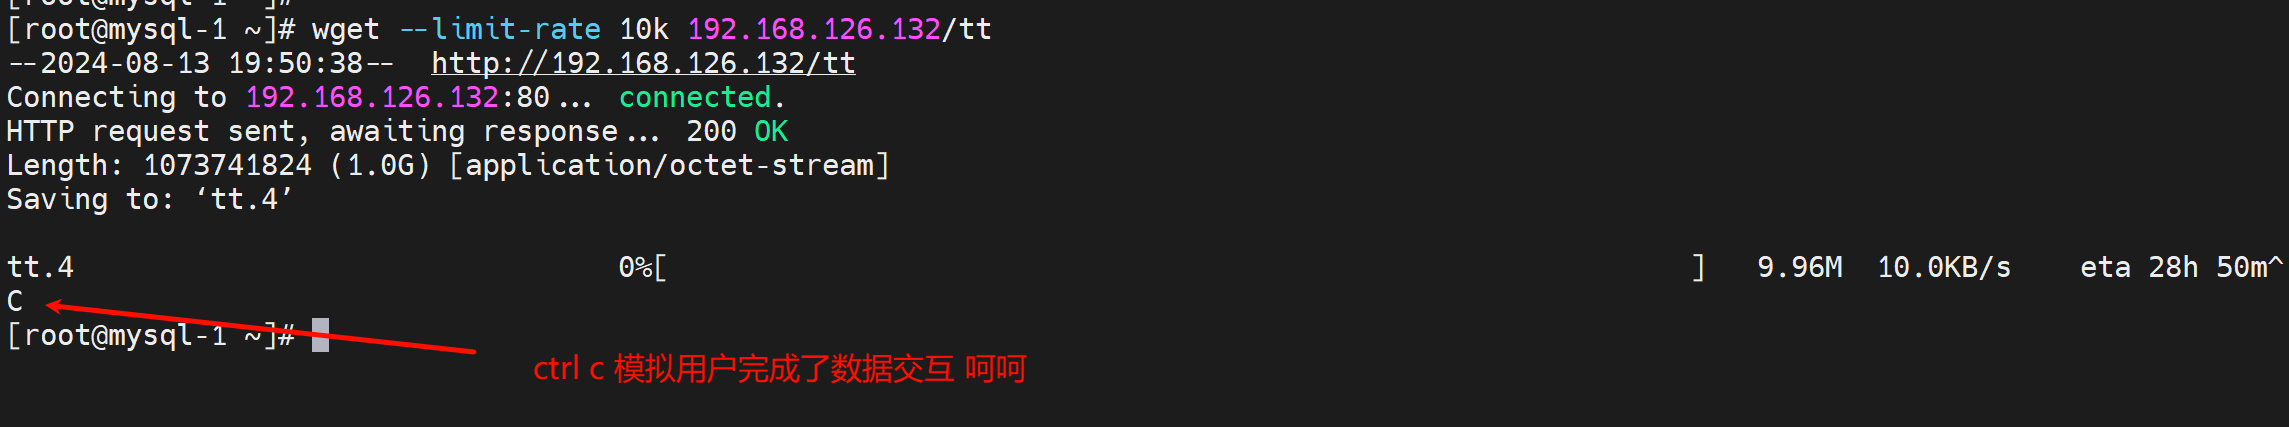 [root@mysql-1 ~]#
[root@mysql-1 ~]# wget --limit-rate 10k 192.168.126.132/tt
--2024-08-13 19:50:38--  http://192.168.126.132/tt
Connecting to 192.168.126.132:80... connected.
HTTP request sent, awaiting response... 200 OK
Length: 1073741824 (1.0G) [application/octet-stream]
Saving to: ‘tt.4’
tt.4 0%[ ] 9.96M 10.0KB/s eta 28h 50m^
C
[root@mysql-1 ~]#
ctrl c 模拟用户完成了数据交互 呵呵